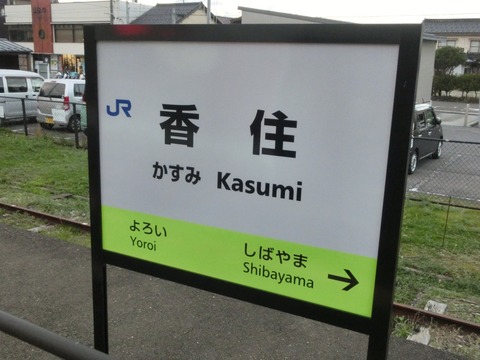 JR
香住
かすみ Kasumi
よろい
Yoroi
しばやま
Shibayama →